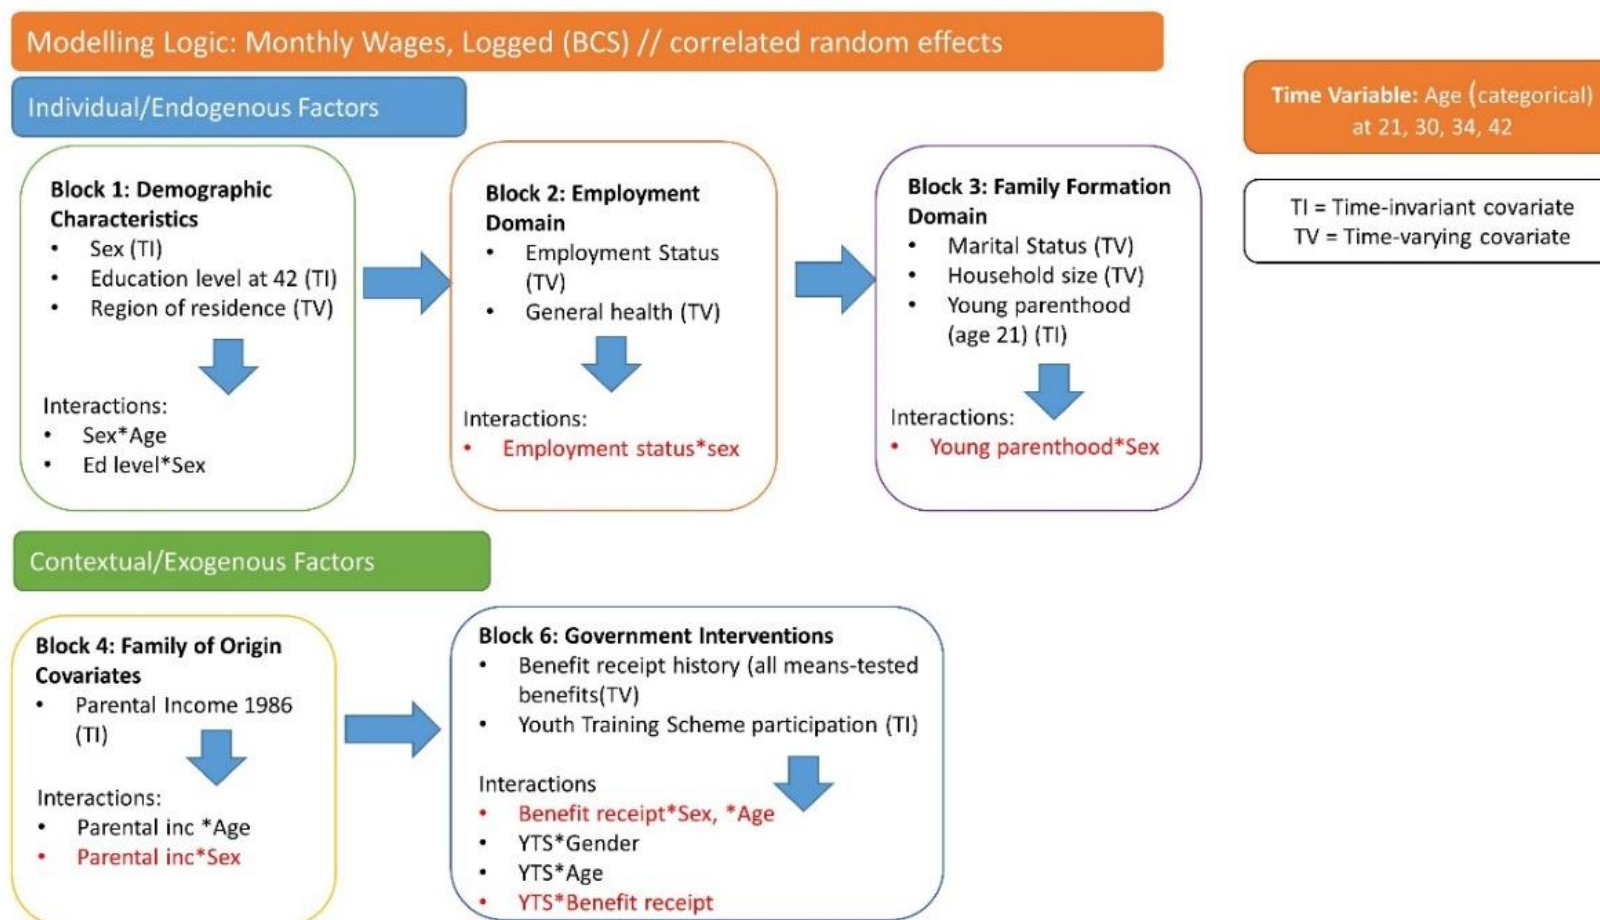 Modelling Logic: Monthly Wages, Logged (BCS) // correlated random effects
Individual/Endogenous Factors
Time Variable: Age (categorical)
at 21, 30, 34, 42
TI = Time-invariant covariate
TV = Time-varying covariate
Block 1: Demographic
Characteristics
• Sex (TI)
• Education level at 42 (TI)
• Region of residence (TV)
Interactions:
• Sex*Age
• Ed level*Sex
Block 2: Employment
Domain
• Employment Status
(TV)
• General health (TV)
Interactions:
• Employment status*sex
Block 3: Family Formation
Domain
• Marital Status (TV)
• Household size (TV)
• Young parenthood
(age 21) (TI)
Interactions:
• Young parenthood*Sex
Contextual/Exogenous Factors
Block 4: Family of Origin
Covariates
• Parental Income 1986
(TI)
Interactions:
• Parental inc *Age
• Parental inc*Sex
Block 6: Government Interventions
• Benefit receipt history (all means-tested
benefits(TV)
• Youth Training Scheme participation (TI)
Interactions
• Benefit receipt*Sex, *Age
• YTS*Gender
• YTS*Age
• YTS*Benefit receipt